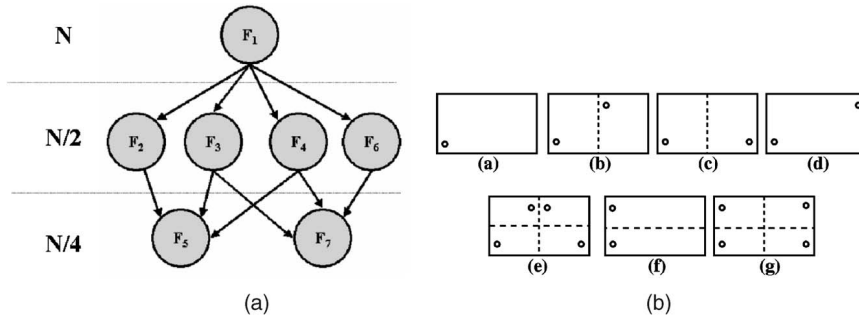 N
F₁
N/2
F₂ F₃ F₄ F₆
N/4
F₅ F₇
(a)
(a) (b) (c) (d)
(e) (f) (g)
(b)